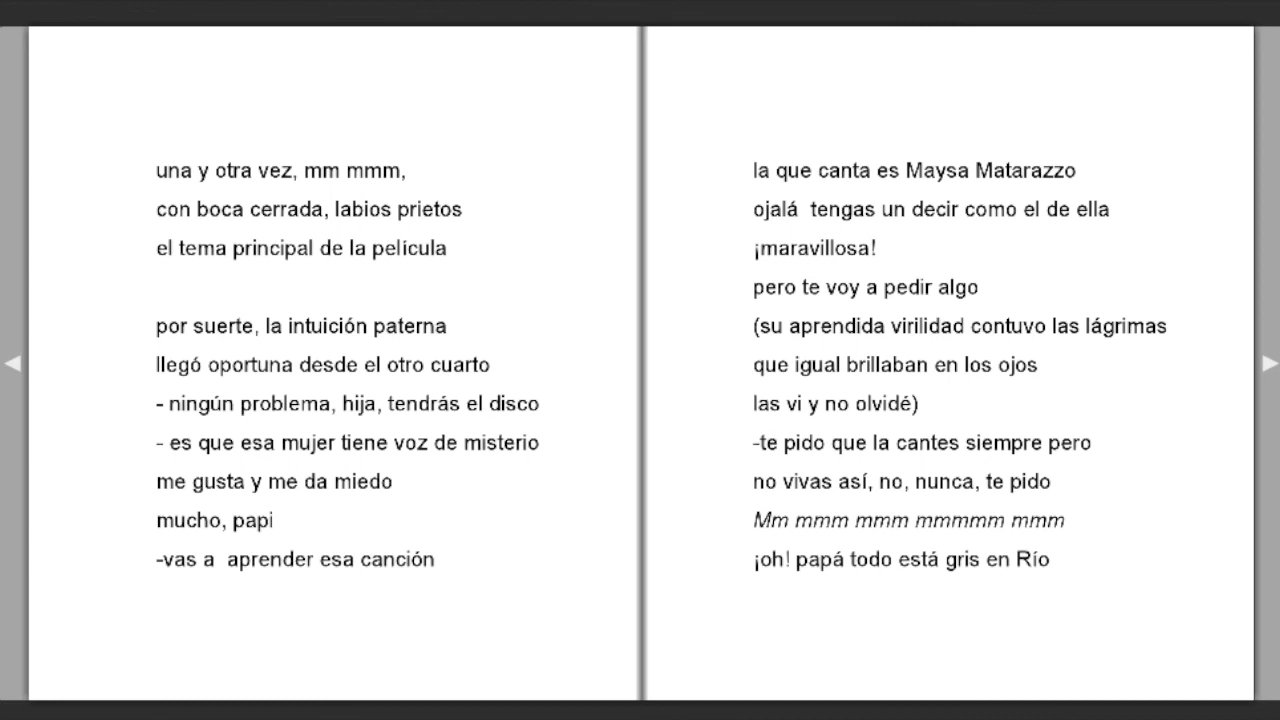 una y otra vez, mm mmm,
con boca cerrada, labios prietos
el tema principal de la película
por suerte, la intuición paterna
llegó oportuna desde el otro cuarto
- ningún problema, hija, tendrás el disco
- es que esa mujer tiene voz de misterio
me gusta y me da miedo
mucho, papi
-vas a  aprender esa canción
la que canta es Maysa Matarazzo
ojalá  tengas un decir como el de ella
¡maravillosa!
pero te voy a pedir algo
(su aprendida virilidad contuvo las lágrimas
que igual brillaban en los ojos
las vi y no olvidé)
-te pido que la cantes siempre pero
no vivas así, no, nunca, te pido
Mm mmm mmm mmmmm mmm
¡oh! papá todo está gris en Río